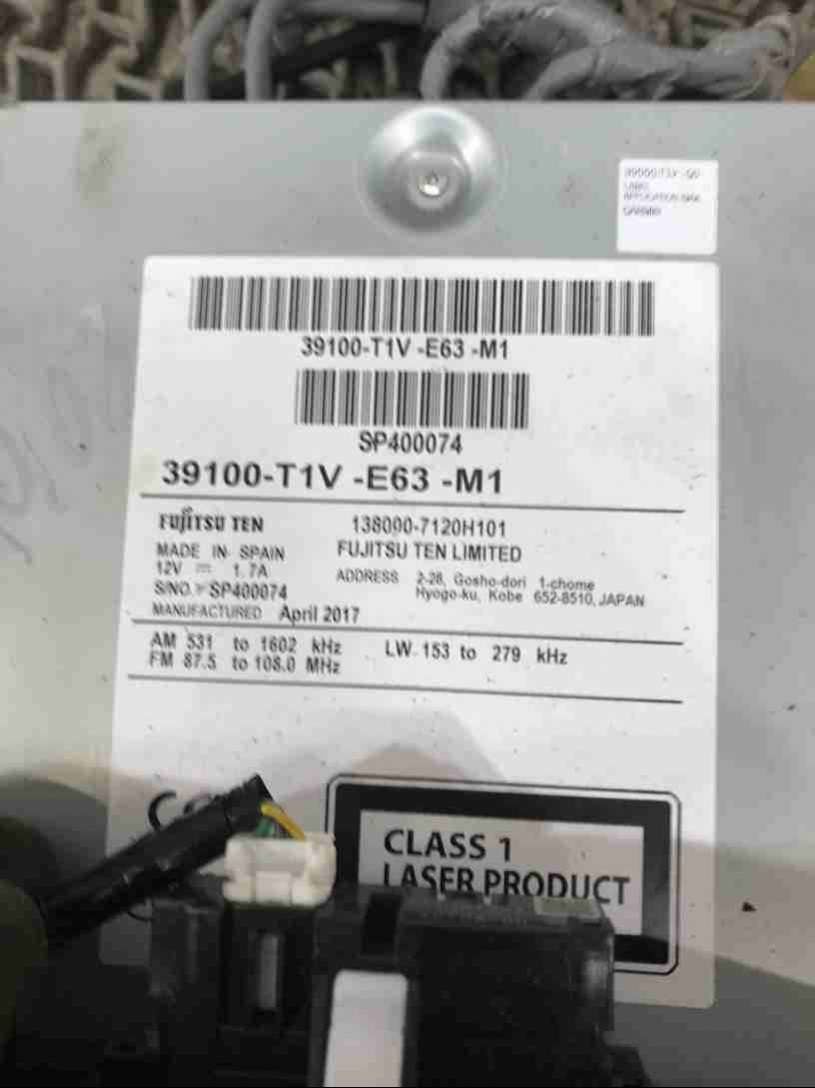 39100-T1V -E63 -M1
SP400074
39100-T1V -E63 -M1
FUJITSU TEN 138000-7120H101
MADE IN SPAIN FUJITSU TEN LIMITED
12V 1.7A ADDRESS 2-28, Gosho-dori 1-chome
S/NO. SP400074 Hyogo-ku, Kobe 652-8510, JAPAN
MANUFACTURED April 2017
AM 531 to 1602 kHz LW 153 to 279 kHz
FM 87.5 to 108.0 MHz
CLASS 1
LASER PRODUCT